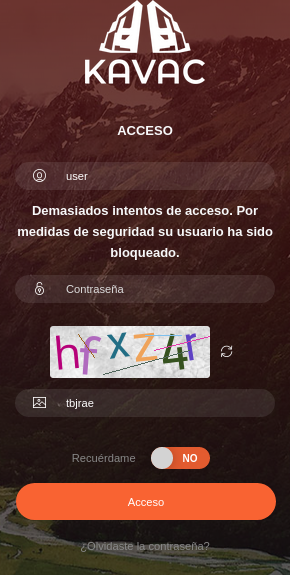 KAVAC
ACCESO
user
Demasiados intentos de acceso. Por
medidas de seguridad su usuario ha sido
bloqueado.
Contraseña
hfxz4r
tbjrae
Recuérdame NO
Acceso
¿Olvidaste la contraseña?